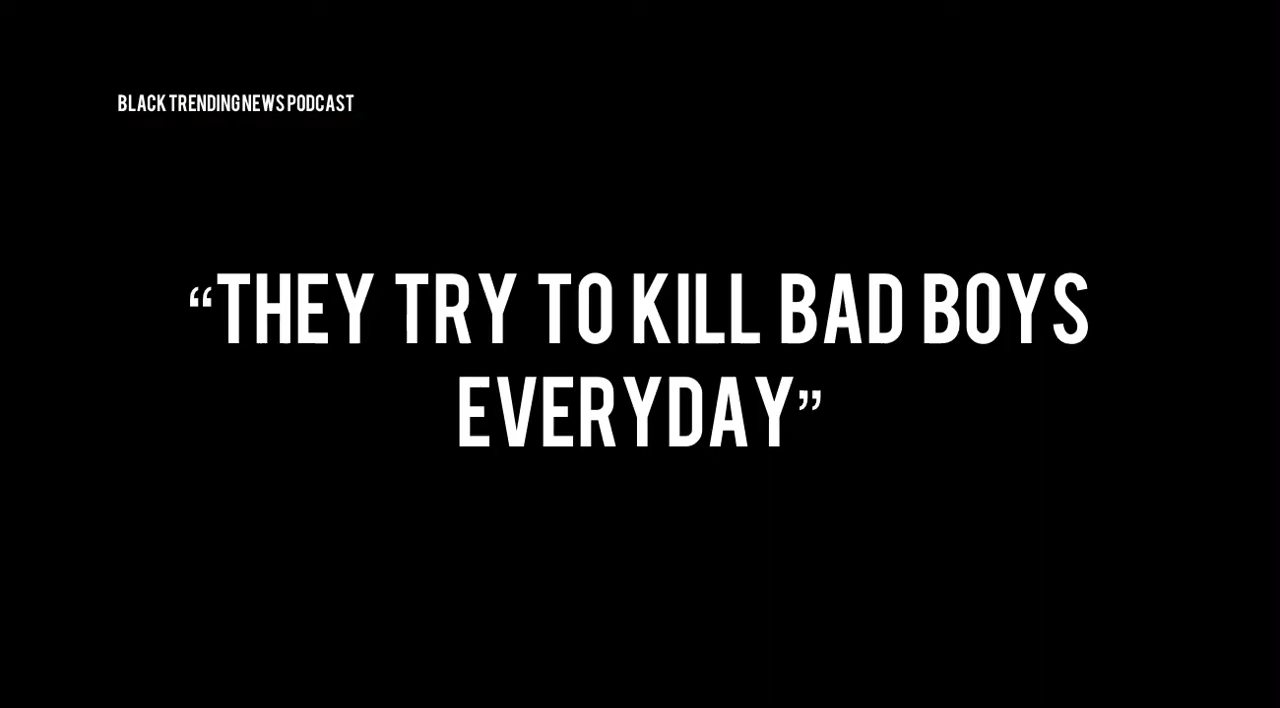 BLACK TRENDING NEWS PODCAST
“THEY TRY TO KILL BAD BOYS
EVERYDAY”